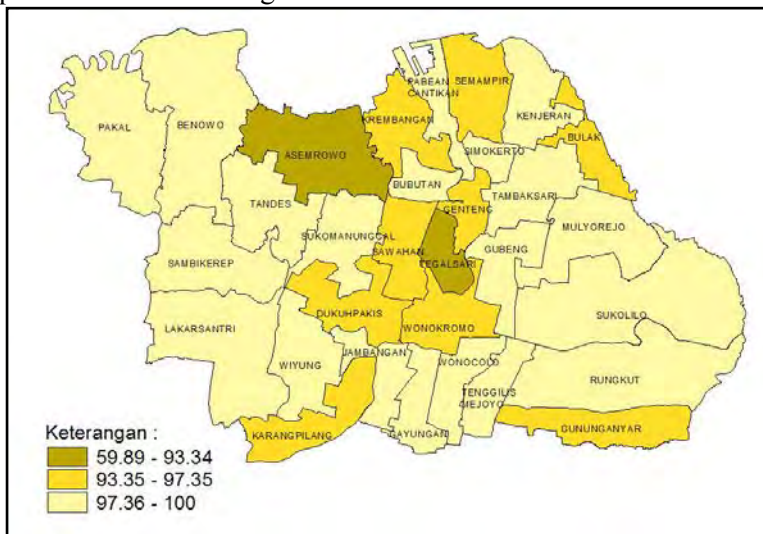 SEMAMPIR
PABEAN
CANTIKAN
KENJERAN
KREMBANGAN
PAKAL
BENOWO
BULAK
ASEMROWO
SIMOKERTO
BUBUTAN
TAMBAKSARI
TANDES
GENTENG
MULYOREJO
SUKOMANUNGGAL
SAWAHAN
GUBENG
SAMBIKEREP
TEGALSARI
DUKUHPAKIS
SUKOLILO
LAKARSANTRI
WONOKROMO
JAMBANGAN
WIYUNG
WONOCOLO
RUNGKUT
TENGGILIS
MEJOYO
KARANGPILANG
GAYUNGAN
GUNUNGANYAR
Keterangan :
59.89 - 93.34
93.35 - 97.35
97.36 - 100